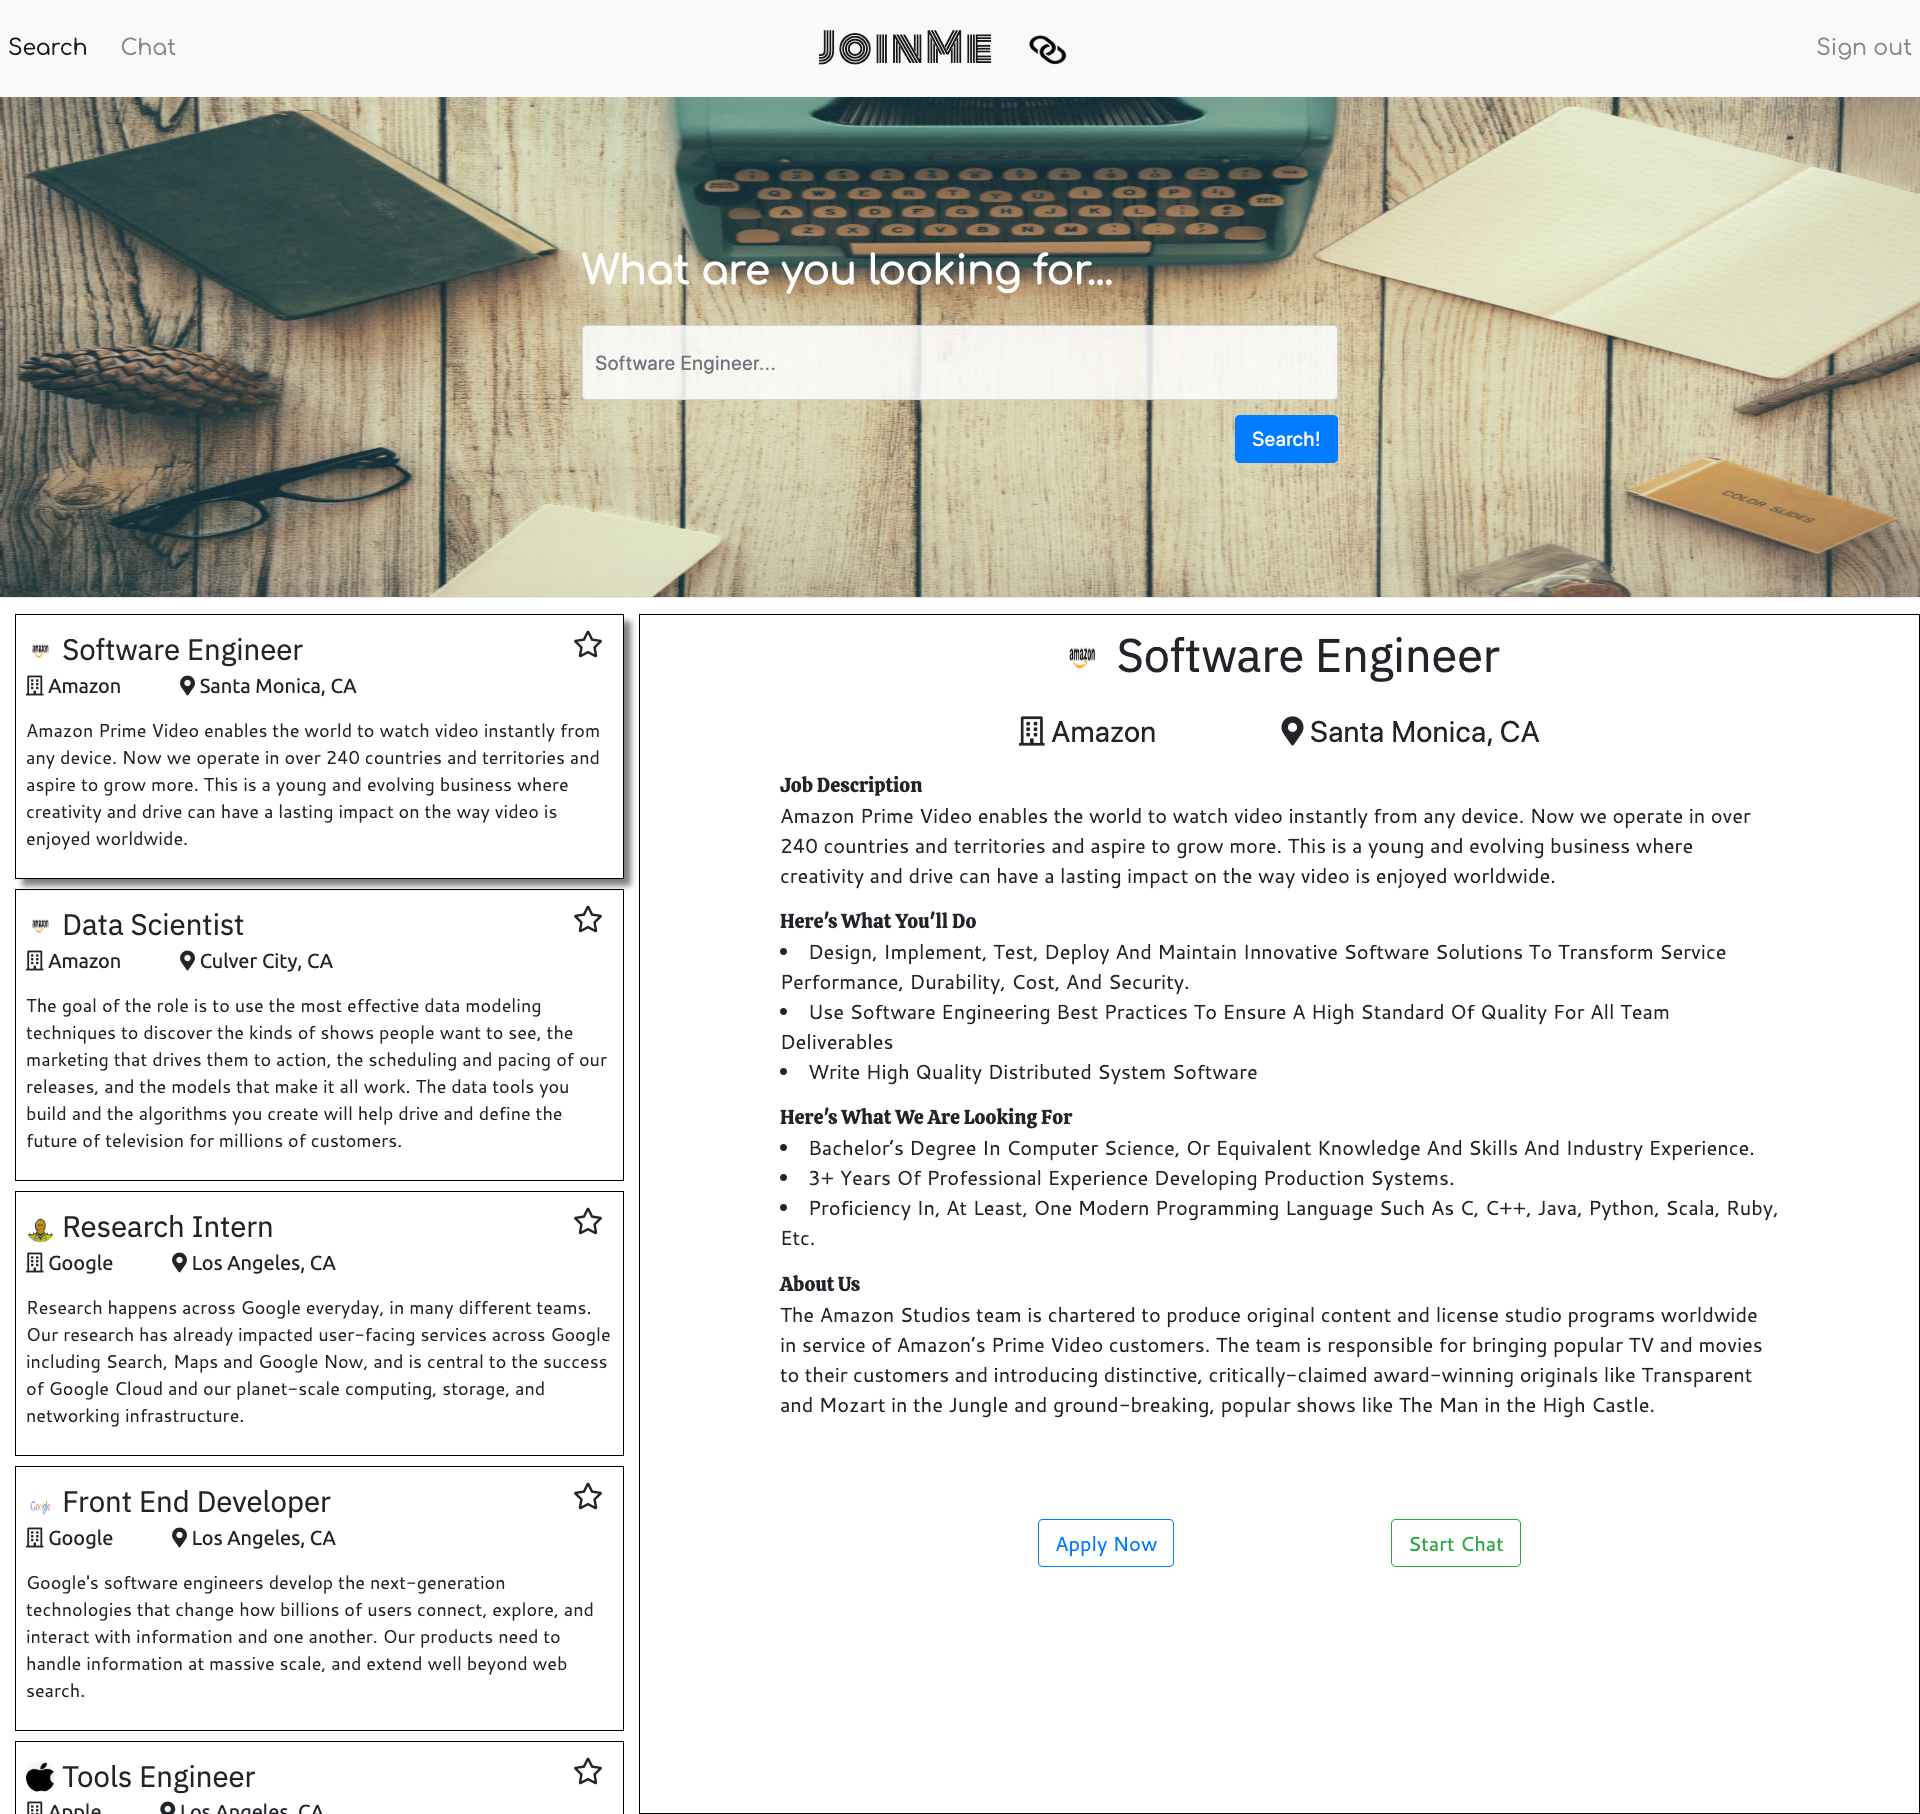 Search
Chat
JOINME
Sign out
What are you looking for...
Software Engineer...
Search!
COLOR SLIDES
amazon
Software Engineer
Amazon
Santa Monica, CA
Amazon Prime Video enables the world to watch video instantly from
any device. Now we operate in over 240 countries and territories and
aspire to grow more. This is a young and evolving business where
creativity and drive can have a lasting impact on the way video is
enjoyed worldwide.
amazon
Data Scientist
Amazon
Culver City, CA
The goal of the role is to use the most effective data modeling
techniques to discover the kinds of shows people want to see, the
marketing that drives them to action, the scheduling and pacing of our
releases, and the models that make it all work. The data tools you
build and the algorithms you create will help drive and define the
future of television for millions of customers.
Research Intern
Google
Los Angeles, CA
Research happens across Google everyday, in many different teams.
Our research has already impacted user-facing services across Google
including Search, Maps and Google Now, and is central to the success
of Google Cloud and our planet-scale computing, storage, and
networking infrastructure.
Google
Front End Developer
Google
Los Angeles, CA
Google's software engineers develop the next-generation
technologies that change how billions of users connect, explore, and
interact with information and one another. Our products need to
handle information at massive scale, and extend well beyond web
search.
Tools Engineer
Apple
Los Angeles, CA
amazon
Software Engineer
Amazon
Santa Monica, CA
Job Description
Amazon Prime Video enables the world to watch video instantly from any device. Now we operate in over
240 countries and territories and aspire to grow more. This is a young and evolving business where
creativity and drive can have a lasting impact on the way video is enjoyed worldwide.
Here's What You'll Do
• Design, Implement, Test, Deploy And Maintain Innovative Software Solutions To Transform Service
Performance, Durability, Cost, And Security.
• Use Software Engineering Best Practices To Ensure A High Standard Of Quality For All Team
Deliverables
• Write High Quality Distributed System Software
Here's What We Are Looking For
• Bachelor’s Degree In Computer Science, Or Equivalent Knowledge And Skills And Industry Experience.
• 3+ Years Of Professional Experience Developing Production Systems.
• Proficiency In, At Least, One Modern Programming Language Such As C, C++, Java, Python, Scala, Ruby,
Etc.
About Us
The Amazon Studios team is chartered to produce original content and license studio programs worldwide
in service of Amazon’s Prime Video customers. The team is responsible for bringing popular TV and movies
to their customers and introducing distinctive, critically-claimed award-winning originals like Transparent
and Mozart in the Jungle and ground-breaking, popular shows like The Man in the High Castle.
Apply Now
Start Chat